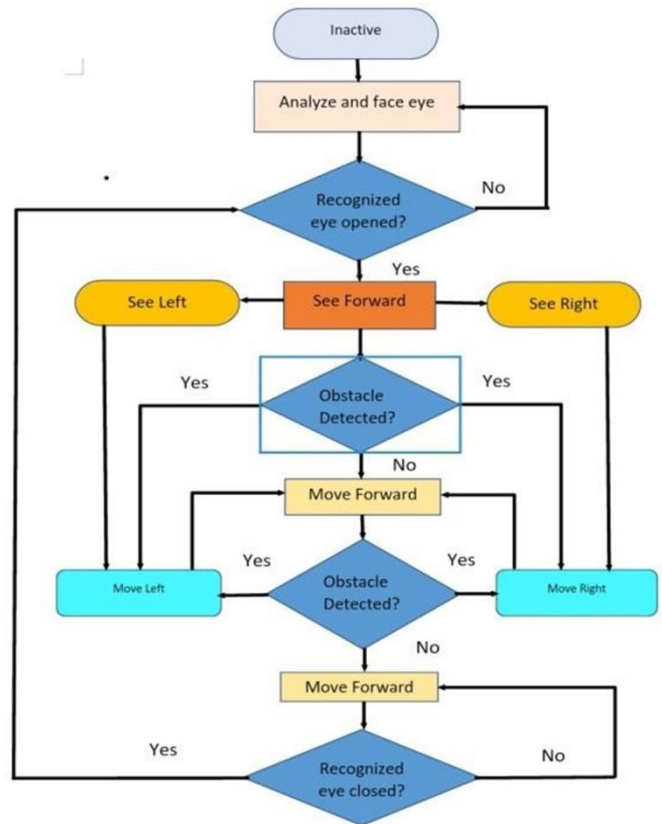 Inactive
Analyze and face eye
No
Recognized
eye opened?
Yes
See Left
See Forward
See Right
Yes
Yes
Obstacle
Detected?
No
Move Forward
Yes
Yes
Move Left
Obstacle
Detected?
Move Right
No
Move Forward
Yes
No
Recognized
eye closed?